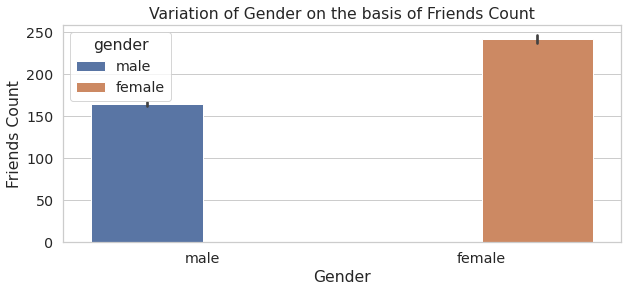 Variation of Gender on the basis of Friends Count
250
200
150
100
50
0
Friends Count
gender
male
female
male
female
Gender